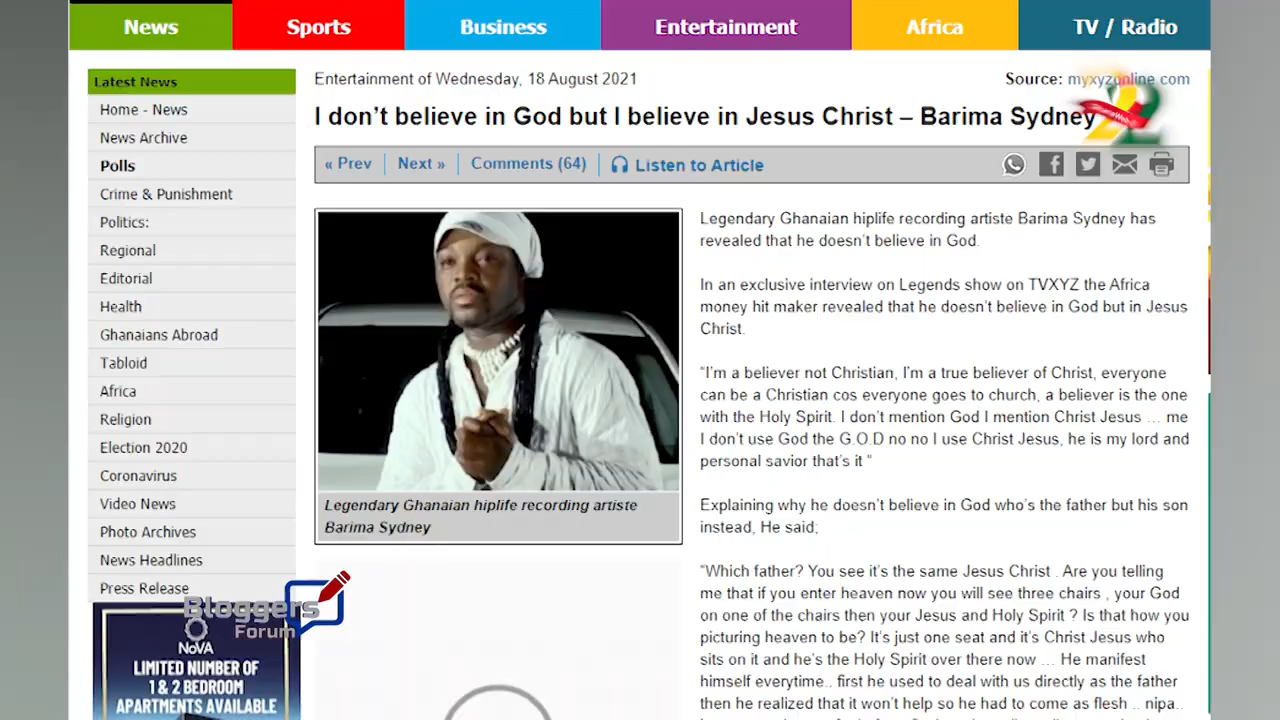 News
Sports
Business
Entertainment
Africa
TV / Radio
Latest News
Home - News
News Archive
Polls
Crime & Punishment
Politics:
Regional
Editorial
Health
Ghanaians Abroad
Tabloid
Africa
Religion
Election 2020
Coronavirus
Video News
Photo Archives
News Headlines
Press Release
Bloggers
Forum
NoVA
LIMITED NUMBER OF
1 & 2 BEDROOM
APARTMENTS AVAILABLE
Entertainment of Wednesday, 18 August 2021
Source: myxyzonline.com
I don’t believe in God but I believe in Jesus Christ – Barima Sydney
« Prev
Next »
Comments (64)
Listen to Article
Legendary Ghanaian hiplife recording artiste
Barima Sydney
Legendary Ghanaian hiplife recording artiste Barima Sydney has
revealed that he doesn’t believe in God.
In an exclusive interview on Legends show on TVXYZ the Africa
money hit maker revealed that he doesn’t believe in God but in Jesus
Christ.
“I’m a believer not Christian, I’m a true believer of Christ, everyone
can be a Christian cos everyone goes to church, a believer is the one
with the Holy Spirit. I don’t mention God I mention Christ Jesus … me
I don’t use God the G.O.D no no I use Christ Jesus, he is my lord and
personal savior that’s it “
Explaining why he doesn’t believe in God who’s the father but his son
instead, He said;
“Which father? You see it’s the same Jesus Christ . Are you telling
me that if you enter heaven now you will see three chairs , your God
on one of the chairs then your Jesus and Holy Spirit ? Is that how you
picturing heaven to be? It’s just one seat and it’s Christ Jesus who
sits on it and he’s the Holy Spirit over there now … He manifest
himself everytime.. first he used to deal with us directly as the father
then he realized that it won’t help so he had to come as flesh .. nipa..